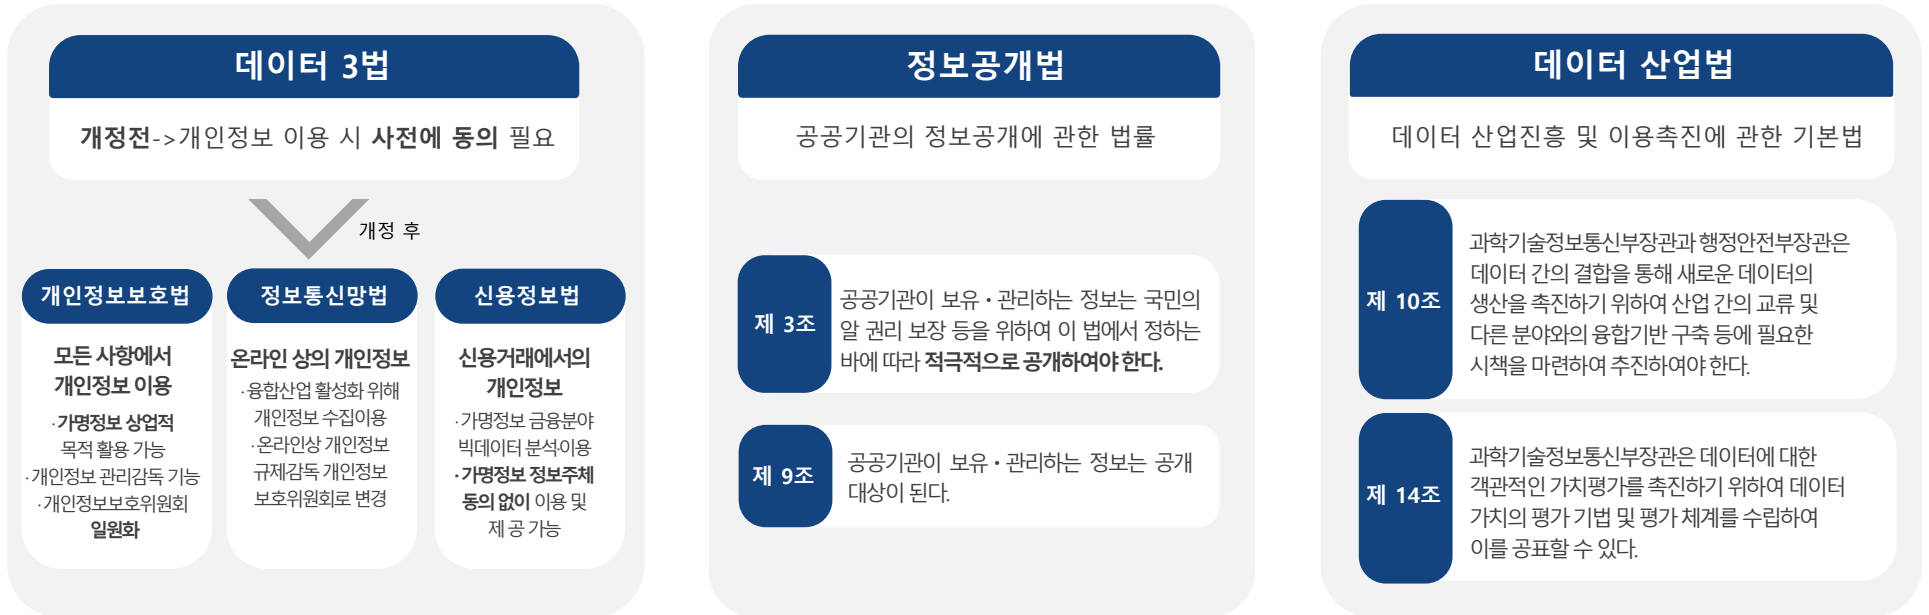 데이터 3법
개정전->개인정보 이용 시 사전에 동의 필요
개정 후
개인정보보호법
모든 사항에서
개인정보 이용
·가명정보 상업적
목적 활용 가능
·개인정보 관리감독 기능
·개인정보보호위원회
일원화
정보통신망법
온라인 상의 개인정보
·융합산업 활성화 위해
개인정보 수집이용
·온라인상 개인정보
규제감독 개인정보
보호위원회로 변경
신용정보법
신용거래에서의
개인정보
·가명정보 금융분야
빅데이터 분석·이용
·가명정보 정보주체
동의 없이 이용 및
제 공 가능
정보공개법
공공기관의 정보공개에 관한 법률
제 3조
공공기관이 보유·관리하는 정보는 국민의
알 권리 보장 등을 위하여 이 법에서 정하는
바에 따라 적극적으로 공개하여야 한다.
제 9조
공공기관이 보유·관리하는 정보는 공개
대상이 된다.
데이터 산업법
데이터 산업진흥 및 이용촉진에 관한 기본법
제 10조
과학기술정보통신부장관과 행정안전부장관은
데이터 간의 결합을 통해 새로운 데이터의
생산을 촉진하기 위하여 산업 간의 교류 및
다른 분야와의 융합기반 구축 등에 필요한
시책을 마련하여 추진하여야 한다.
제 14조
과학기술정보통신부장관은 데이터에 대한
객관적인 가치평가를 촉진하기 위하여 데이터
가치의 평가 기법 및 평가 체계를 수립하여
이를 공표할 수 있다.